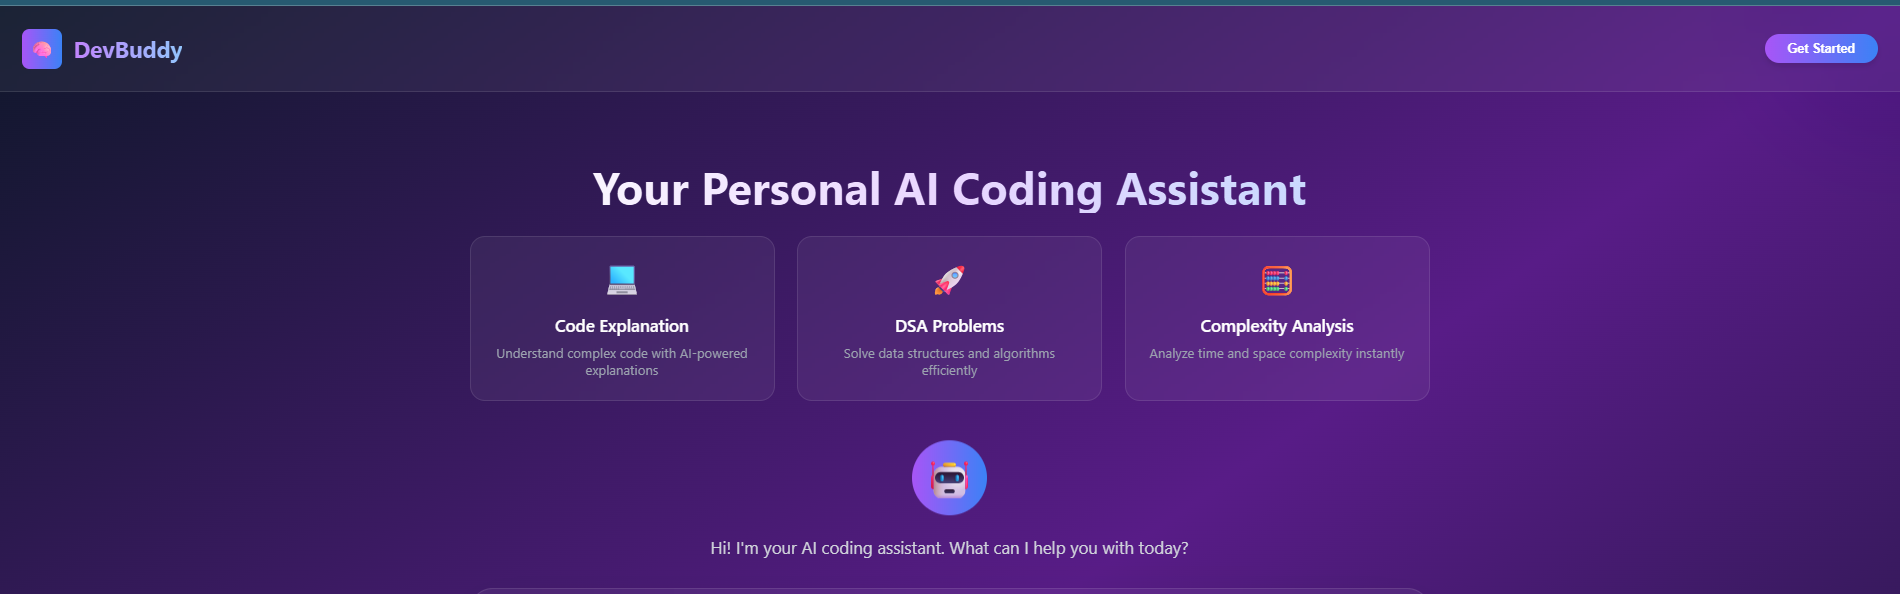 DevBuddy
Get Started
Your Personal AI Coding Assistant
Code Explanation
Understand complex code with AI-powered
explanations
DSA Problems
Solve data structures and algorithms
efficiently
Complexity Analysis
Analyze time and space complexity instantly
Hi! I'm your AI coding assistant. What can I help you with today?